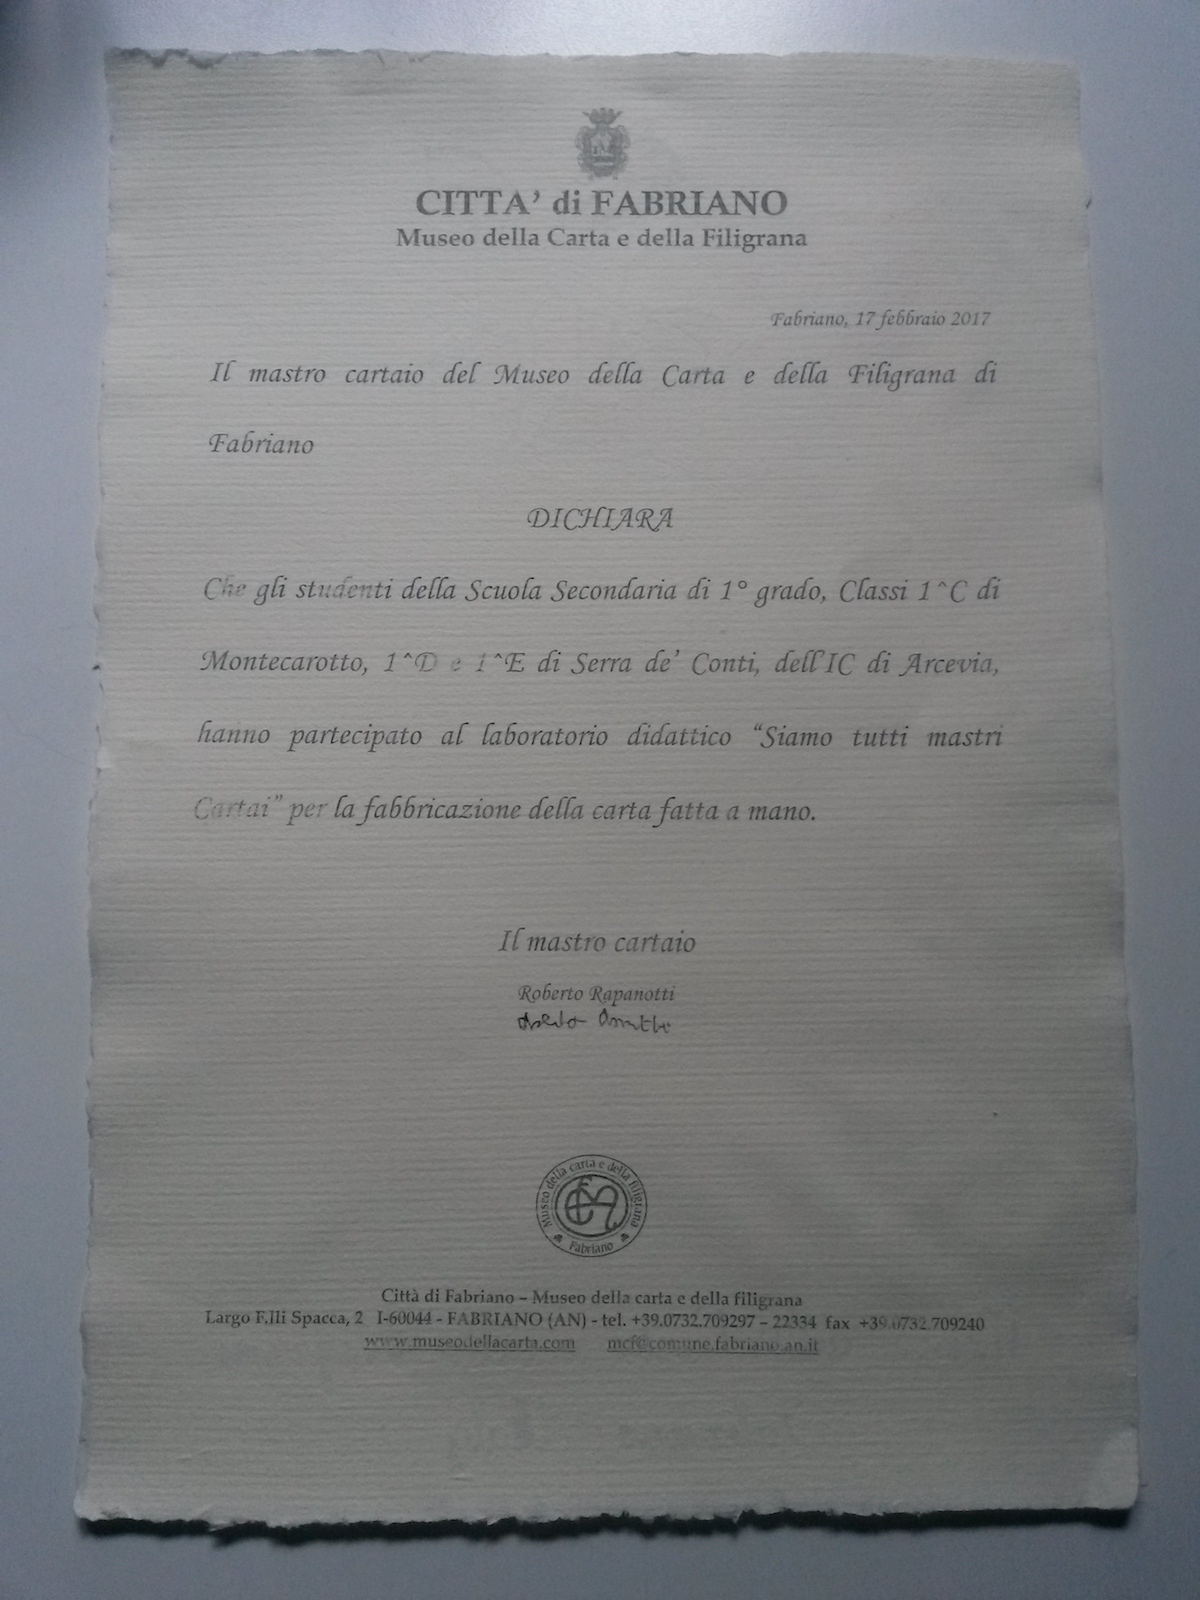 CITTA' di FABRIANO
Museo della Carta e della Filigrana
Fabriano, 17 febbraio 2017
Il mastro cartaio del Museo della Carta e della Filigrana di
Fabriano
DICHIARA
Che gli studenti della Scuola Secondaria di 1° grado, Classi 1^C di
Montecarotto, 1^D e 1^E di Serra de' Conti, dell'IC di Arcevia,
hanno partecipato al laboratorio didattico “Siamo tutti mastri
Cartai” per la fabbricazione della carta fatta a mano.
Il mastro cartaio
Roberto Rapanotti
Museo della carta e della filigrana
Fabriano
Città di Fabriano – Museo della carta e della filigrana
Largo F.lli Spacca, 2 I-60044 - FABRIANO (AN) - tel. +39.0732.709297 – 22334 fax +39.0732.709240
www.museodellacarta.com mcf@comune.fabriano.an.it